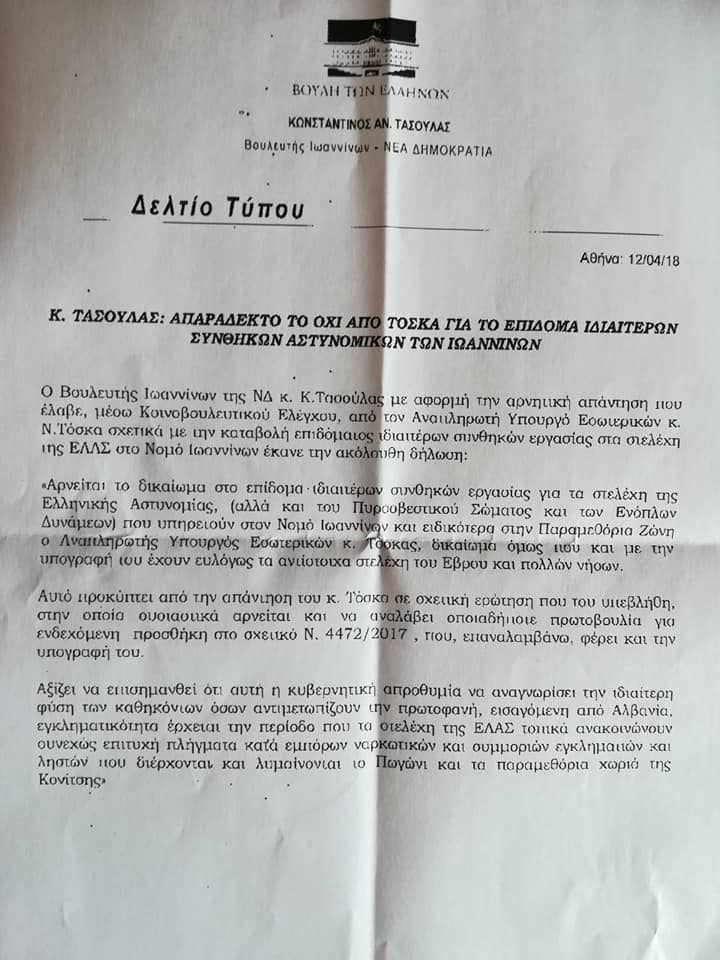 ΒΟΥΛΗ ΤΩΝ ΕΛΛΗΝΩΝ
ΚΩΝΣΤΑΝΤΙΝΟΣ ΑΝ. ΤΑΣΟΥΛΑΣ
Βουλευτής Ιωαννίνων - ΝΕΑ ΔΗΜΟΚΡΑΤΙΑ
Δελτίο Τύπου
Αθήνα: 12/04/18
Κ. ΤΑΣΟΥΛΑΣ: ΑΠΑΡΑΔΕΚΤΟ ΤΟ ΟΧΙ ΑΠΟ ΤΟΣΚΑ ΓΙΑ ΤΟ ΕΠΙΔΟΜΑ ΙΔΙΑΙΤΕΡΩΝ
ΣΥΝΘΗΚΩΝ ΑΣΤΥΝΟΜΙΚΩΝ ΤΩΝ ΙΩΑΝΝΙΝΩΝ
Ο Βουλευτής Ιωαννίνων της ΝΔ κ. Κ.Τασούλας με αφορμή την αρνητική απάντηση που
έλαβε, μέσω Κοινοβουλευτικού Ελέγχου, από τον Αναπληρωτή Υπουργό Εσωτερικών κ.
Ν.Τόσκα σχετικά με την καταβολή επιδόματος ιδιαιτέρων συνθηκών εργασίας στα στελέχη
της ΕΛΛΣ στο Νομό Ιωαννίνων έκανε την ακόλουθη δήλωση:
«Αρνείται το δικαίωμα στο επίδομα ιδιαιτέρων συνθηκών εργασίας για τα στελέχη της
Ελληνικής Αστυνομίας, (αλλά και του Πυροσβεστικού Σώματος και των Ενόπλων
Δυνάμεων) που υπηρετούν στον Νομό Ιωαννίνων και ειδικότερα στην Παραμεθόρια Ζώνη
ο Αναπληρωτής Υπουργός Εσωτερικών κ. Τόσκας, δικαίωμα όμως που και με την
υπογραφή του έχουν ευλόγως τα αντίστοιχα στελέχη του Εβρου και πολλών νήσων.
Αυτό προκύπτει από την απάντηση του κ. Τόσκα σε σχετική ερώτηση που του υπεβλήθη,
στην οποία ουσιαστικά αρνείται και να αναλάβει οποιαδήποτε πρωτοβουλία για
ενδεχόμενη προσθήκη στο σχετικό Ν. 4472/2017 , που, επαναλαμβάνω, φέρει και την
υπογραφή του.
Αξίζει να επισημανθεί ότι αυτή η κυβερνητική απροθυμία να αναγνωρίσει την ιδιαίτερη
φύση των καθηκόντων όσων αντιμετωπίζουν την πρωτοφανή, εισαγόμενη από Αλβανία,
εγκληματικότητα έρχεται την περίοδο που τα στελέχη της ΕΛΑΣ τοπικά ανακοινώνουν
συνεχώς επιτυχή πλήγματα κατά εμπόρων ναρκωτικών και συμμοριών εγκληματιών και
ληστών που διέρχονται και λυμαίνονται το Πωγώνι και τα παραμεθόρια χωριά της
Κονίτσης»